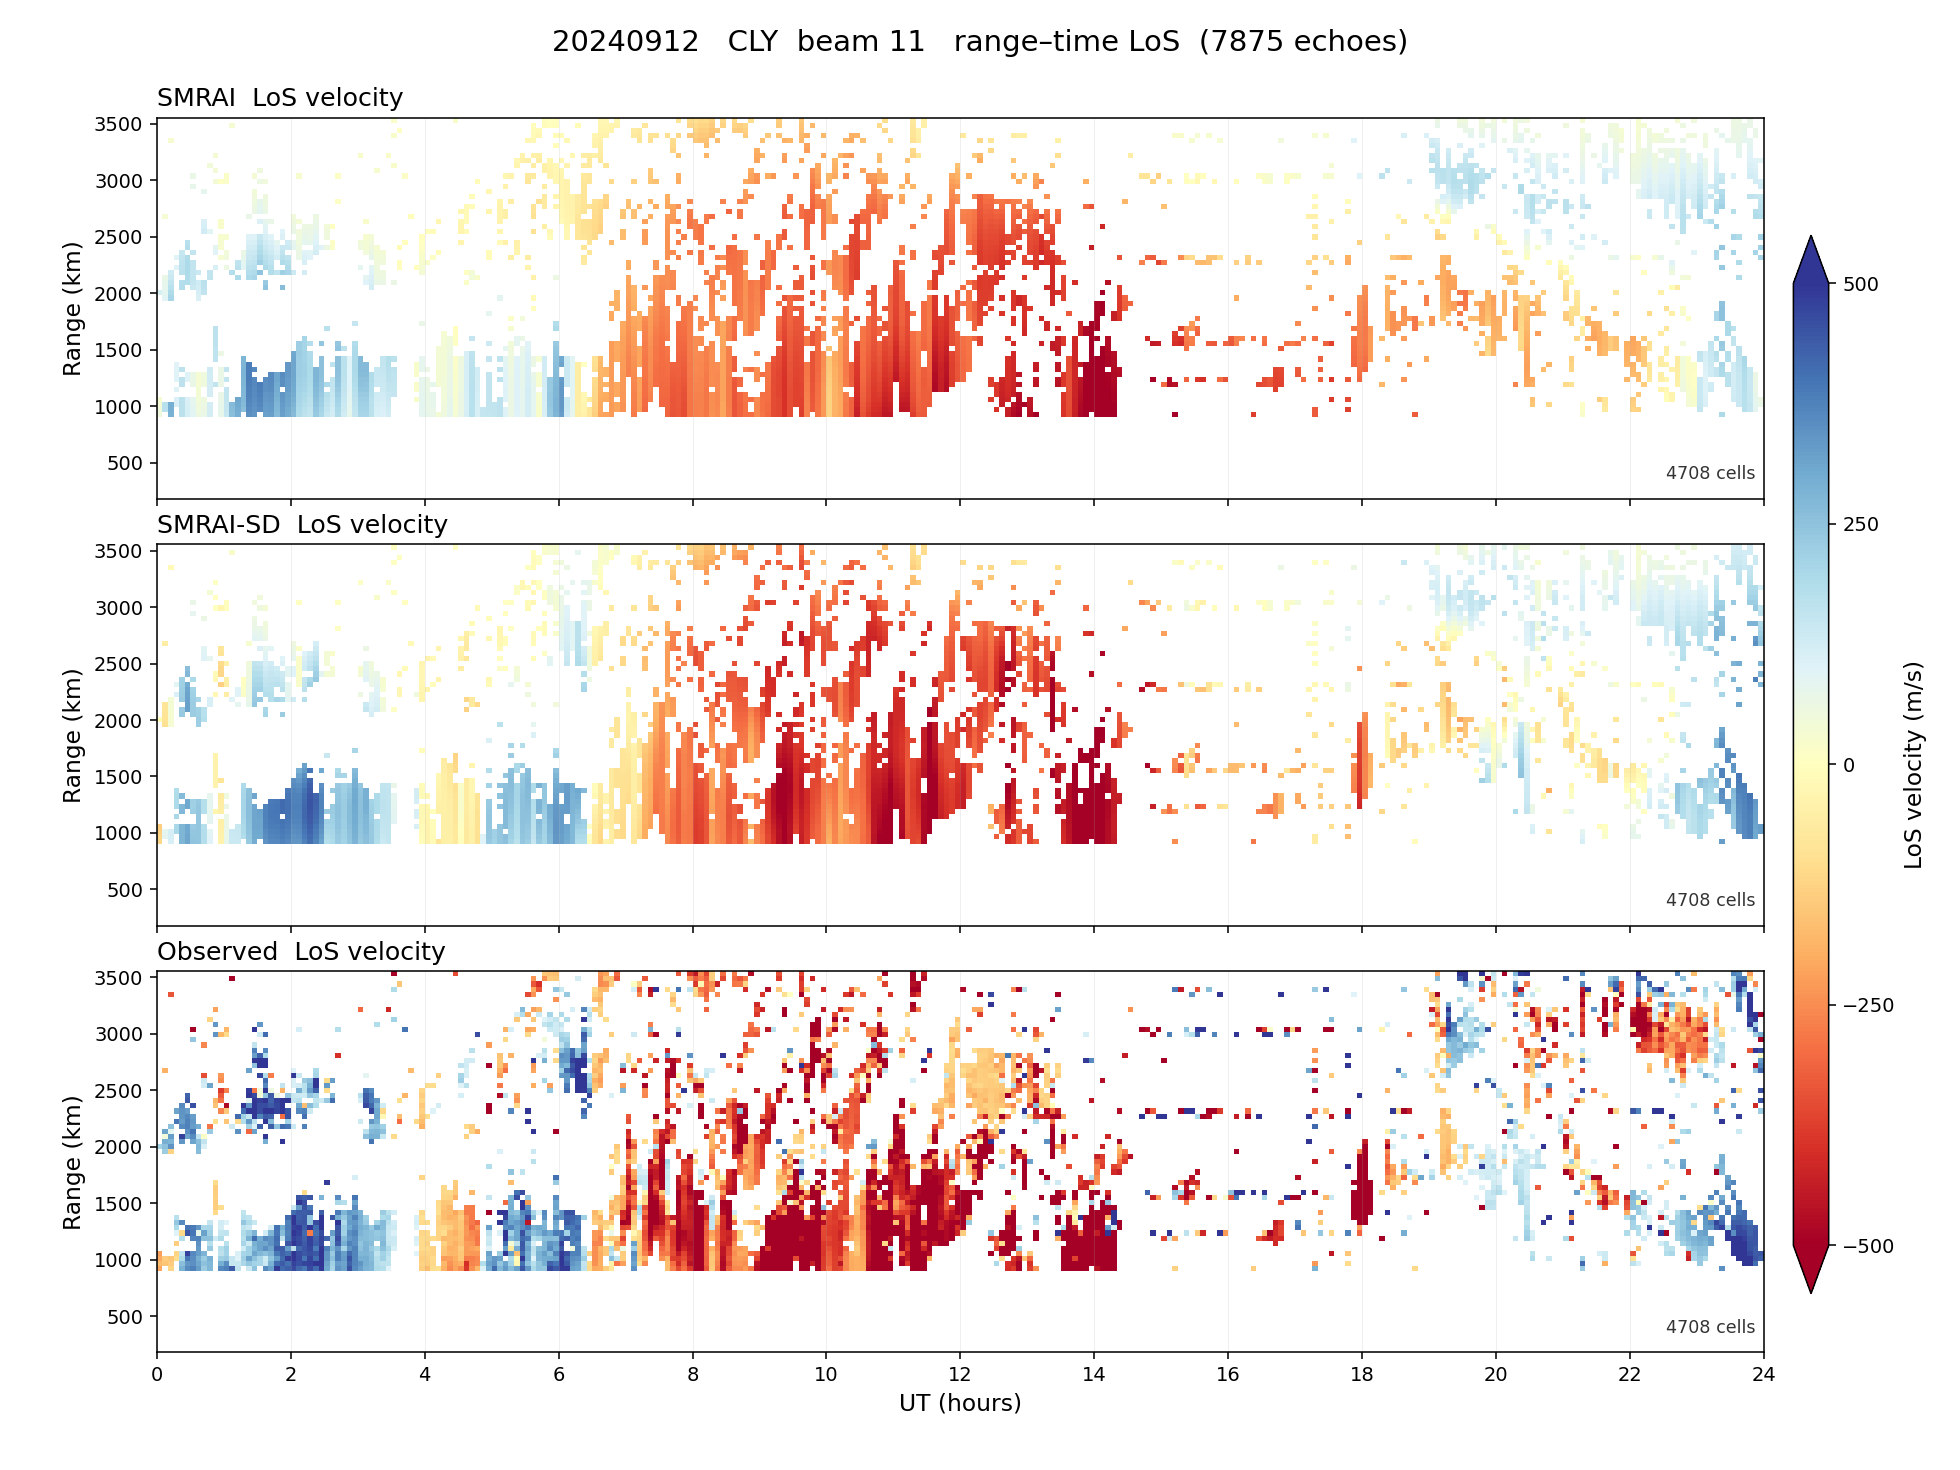 20240912   CLY  beam 11   range–time LoS  (7875 echoes)
SMRAI  LoS velocity
3500
3000
2500
2000
1500
1000
500
Range (km)
4708 cells
SMRAI-SD  LoS velocity
3500
3000
2500
2000
1500
1000
500
Range (km)
4708 cells
Observed  LoS velocity
3500
3000
2500
2000
1500
1000
500
Range (km)
4708 cells
0 2 4 6 8 10 12 14 16 18 20 22 24
UT (hours)
500
250
0
−250
−500
LoS velocity (m/s)